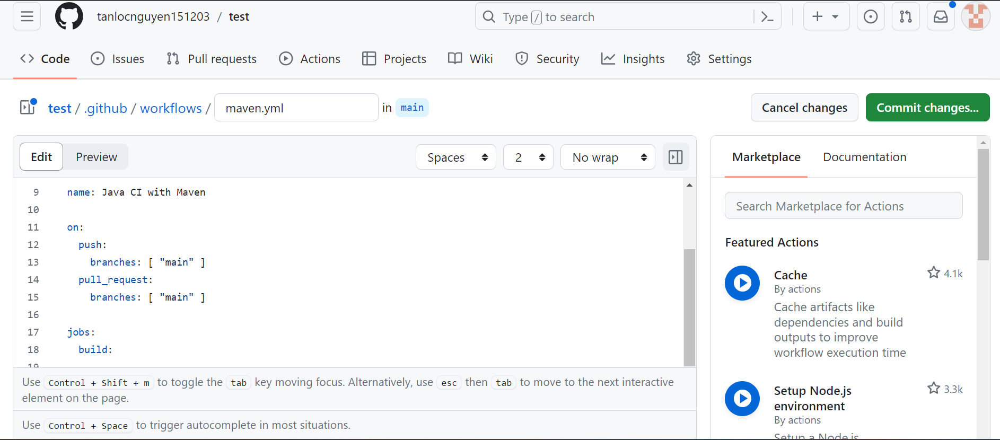 tanlocnguyen151203 / test
Type / to search
Code Issues Pull requests Actions Projects Wiki Security Insights Settings
test / .github / workflows / maven.yml in main
Cancel changes Commit changes...
Edit Preview
Spaces 2 No wrap
9 name: Java CI with Maven
10
11 on:
12 push:
13 branches: [ "main" ]
14 pull_request:
15 branches: [ "main" ]
16
17 jobs:
18 build:
19
Use Control + Shift + m to toggle the tab key moving focus. Alternatively, use esc then tab to move to the next interactive
element on the page.
Use Control + Space to trigger autocomplete in most situations.
Marketplace Documentation
Search Marketplace for Actions
Featured Actions
Cache 4.1k
By actions
Cache artifacts like
dependencies and build
outputs to improve
workflow execution time
Setup Node.js 3.3k
environment
By actions
Setup a Node.js